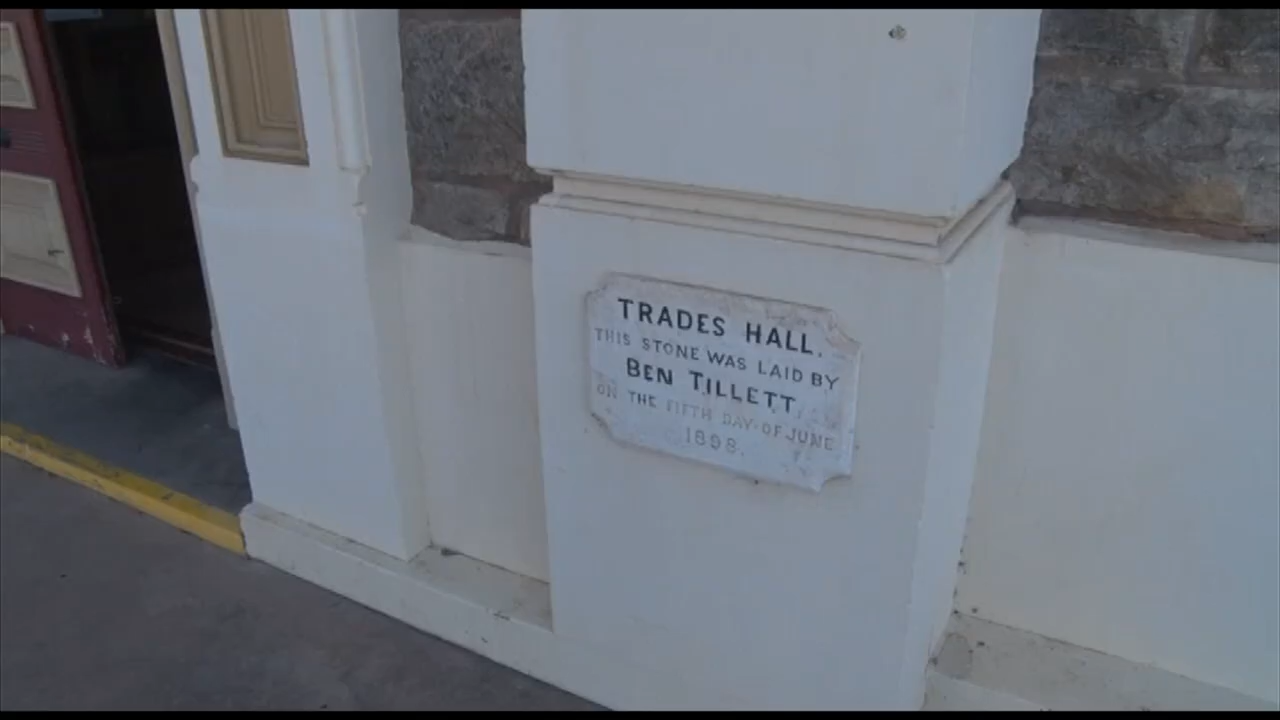 TRADES HALL.
THIS STONE WAS LAID BY
BEN TILLETT,
ON THE FIFTH DAY OF JUNE
1898.